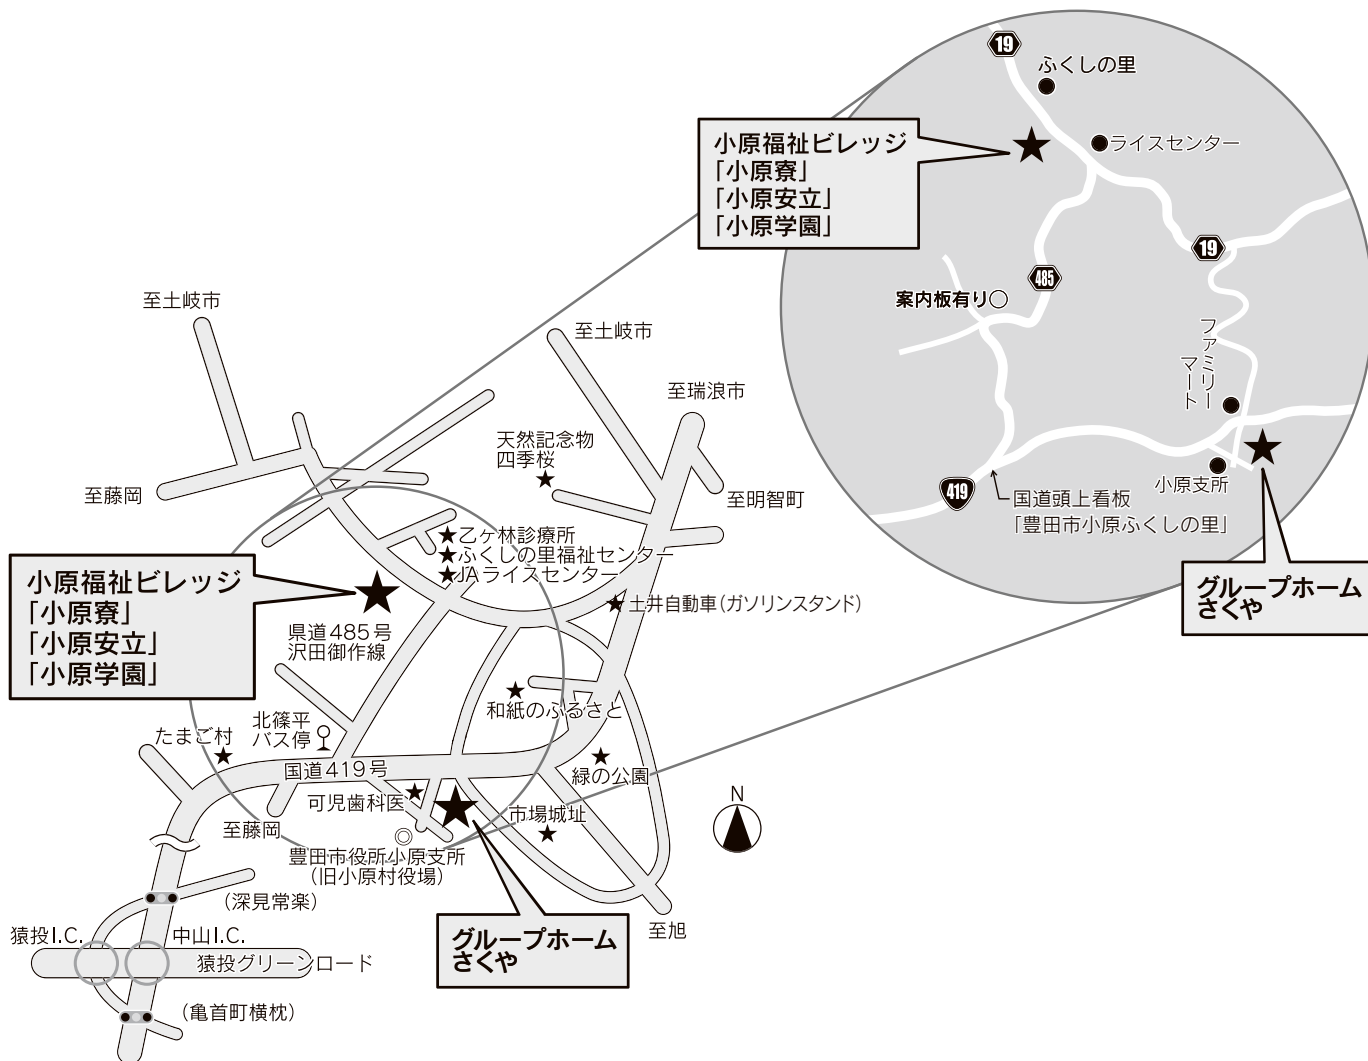 19
ふくしの里
小原福祉ビレッジ
「小原寮」
「小原安立」
「小原学園」
ライスセンター
19
485
案内板有り
ファミリー
マート
419
小原支所
国道頭上看板
「豊田市小原ふくしの里」
グループホーム
さくや
至土岐市
至土岐市
至瑞浪市
天然記念物
四季桜
至藤岡
至明智町
乙ヶ林診療所
ふくしの里福祉センター
JAライスセンター
小原福祉ビレッジ
「小原寮」
「小原安立」
「小原学園」
土井自動車(ガソリンスタンド)
県道485号
沢田御作線
和紙のふるさと
北篠平
バス停
たまご村
国道419号
緑の公園
可児歯科医
市場城址
N
至藤岡
豊田市役所小原支所
(旧小原村役場)
(深見常楽)
至旭
猿投I.C.
中山I.C.
グループホーム
さくや
猿投グリーンロード
(亀首町横枕)